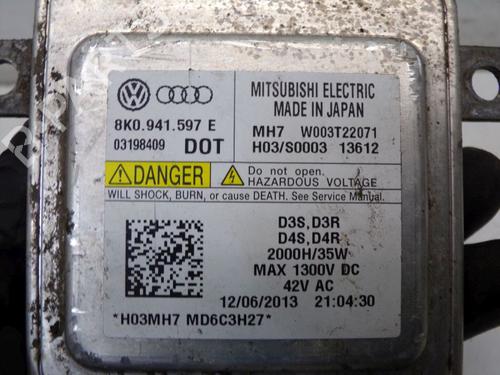 MITSUBISHI ELECTRIC
MADE IN JAPAN
8K0.941.597 E
03198409 DOT
MH7 W003T22071
H03/S0003 13612
DANGER
Do not open.
HAZARDOUS VOLTAGE
WILL SHOCK, BURN, or cause DEATH. See Service Manual.
D3S,D3R
D4S,D4R
2000H/35W
MAX 1300V DC
42V AC
12/06/2013 21:04:30
*H03MH7 MD6C3H27*